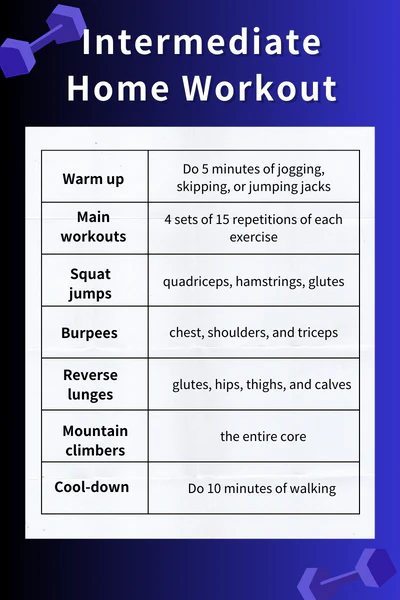 Intermediate
Home Workout
Warm up
Do 5 minutes of jogging,
skipping, or jumping jacks
Main
workouts
4 sets of 15 repetitions of each
exercise
Squat
jumps
quadriceps, hamstrings, glutes
Burpees
chest, shoulders, and triceps
Reverse
lunges
glutes, hips, thighs, and calves
Mountain
climbers
the entire core
Cool-down
Do 10 minutes of walking